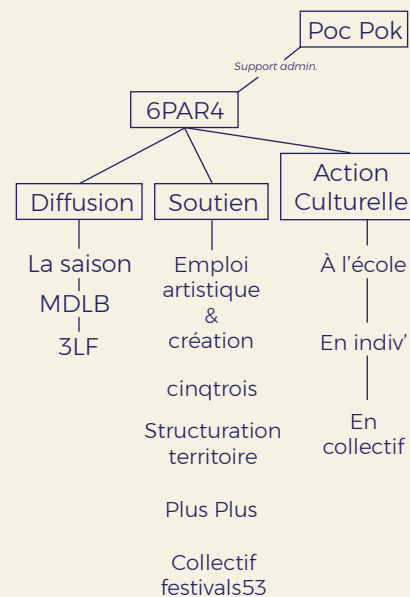 Poc Pok
Support admin.
6PAR4
Diffusion
Soutien
Action
Culturelle
La saison
MDLB
3LF
Emploi
artistique
&
création
cinqtrois
Structuration
territoire
Plus Plus
Collectif
festivals53
À l'école
En indiv'
En
collectif